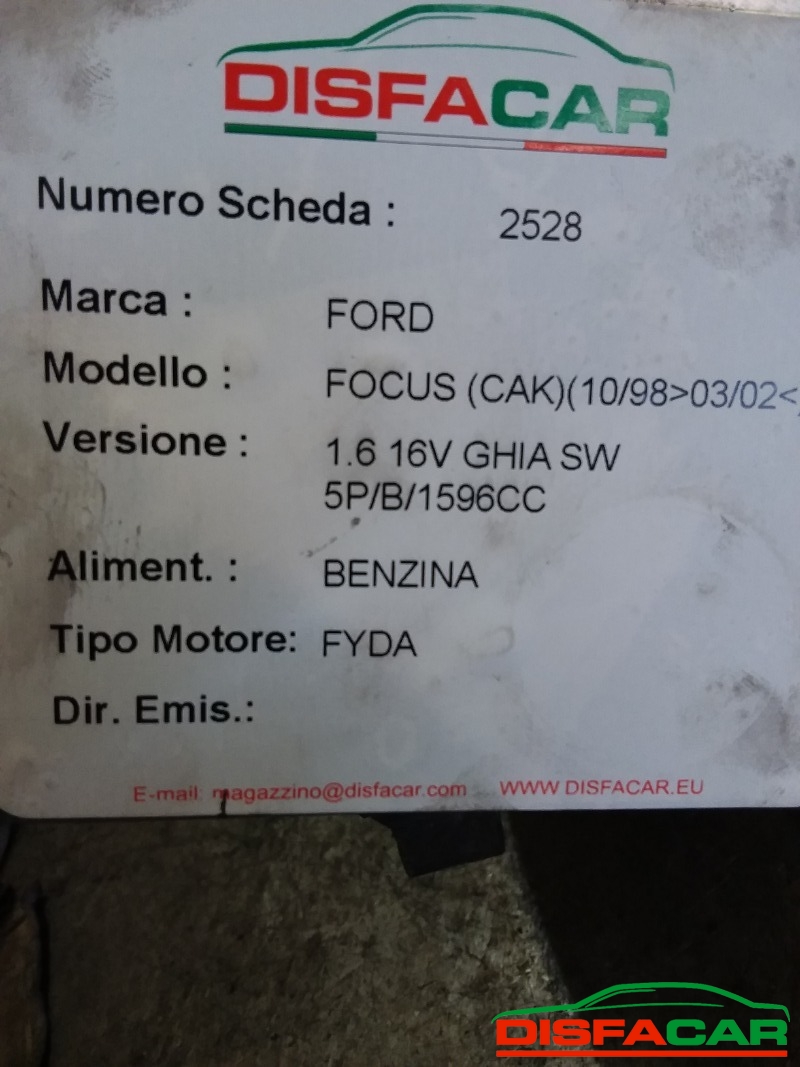 DISFACAR
Numero Scheda : 2528
Marca : FORD
Modello : FOCUS (CAK)(10/98>03/02<
Versione : 1.6 16V GHIA SW
5P/B/1596CC
Aliment. : BENZINA
Tipo Motore: FYDA
Dir. Emis.:
E-mail: magazzino@disfacar.com WWW.DISFACAR.EU
DISFACAR